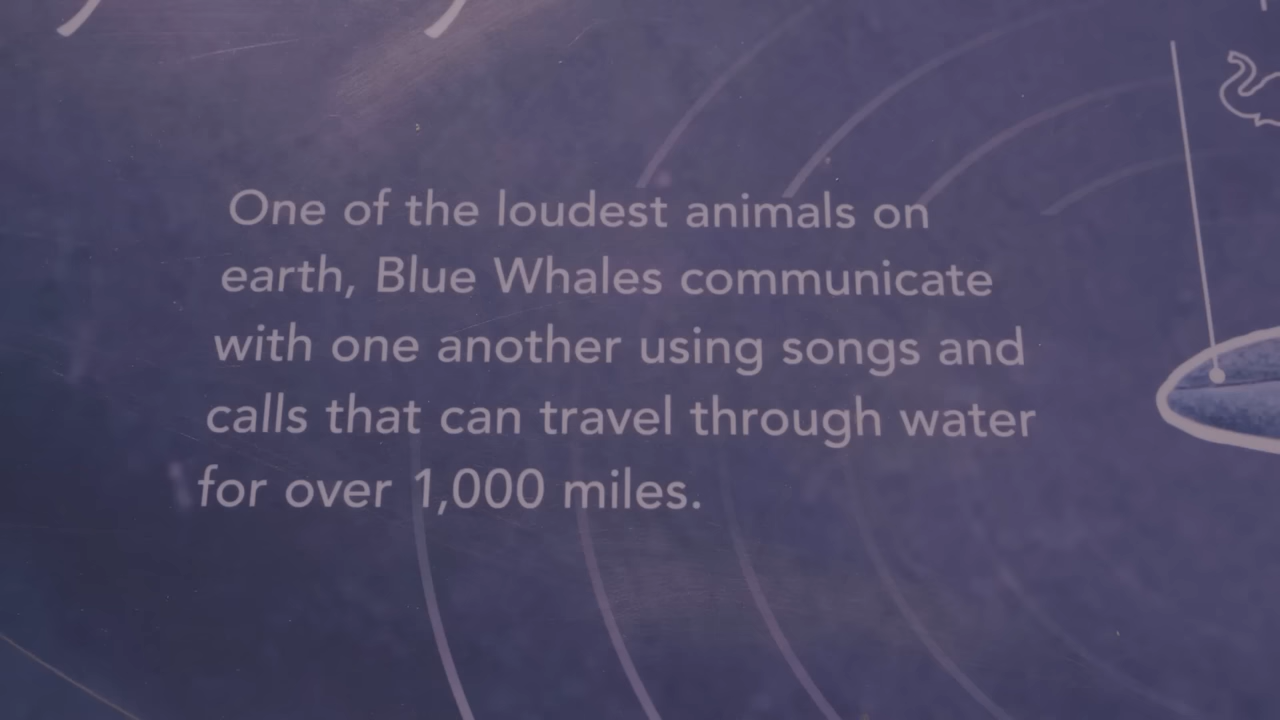 One of the loudest animals on
earth, Blue Whales communicate
with one another using songs and
calls that can travel through water
for over 1,000 miles.